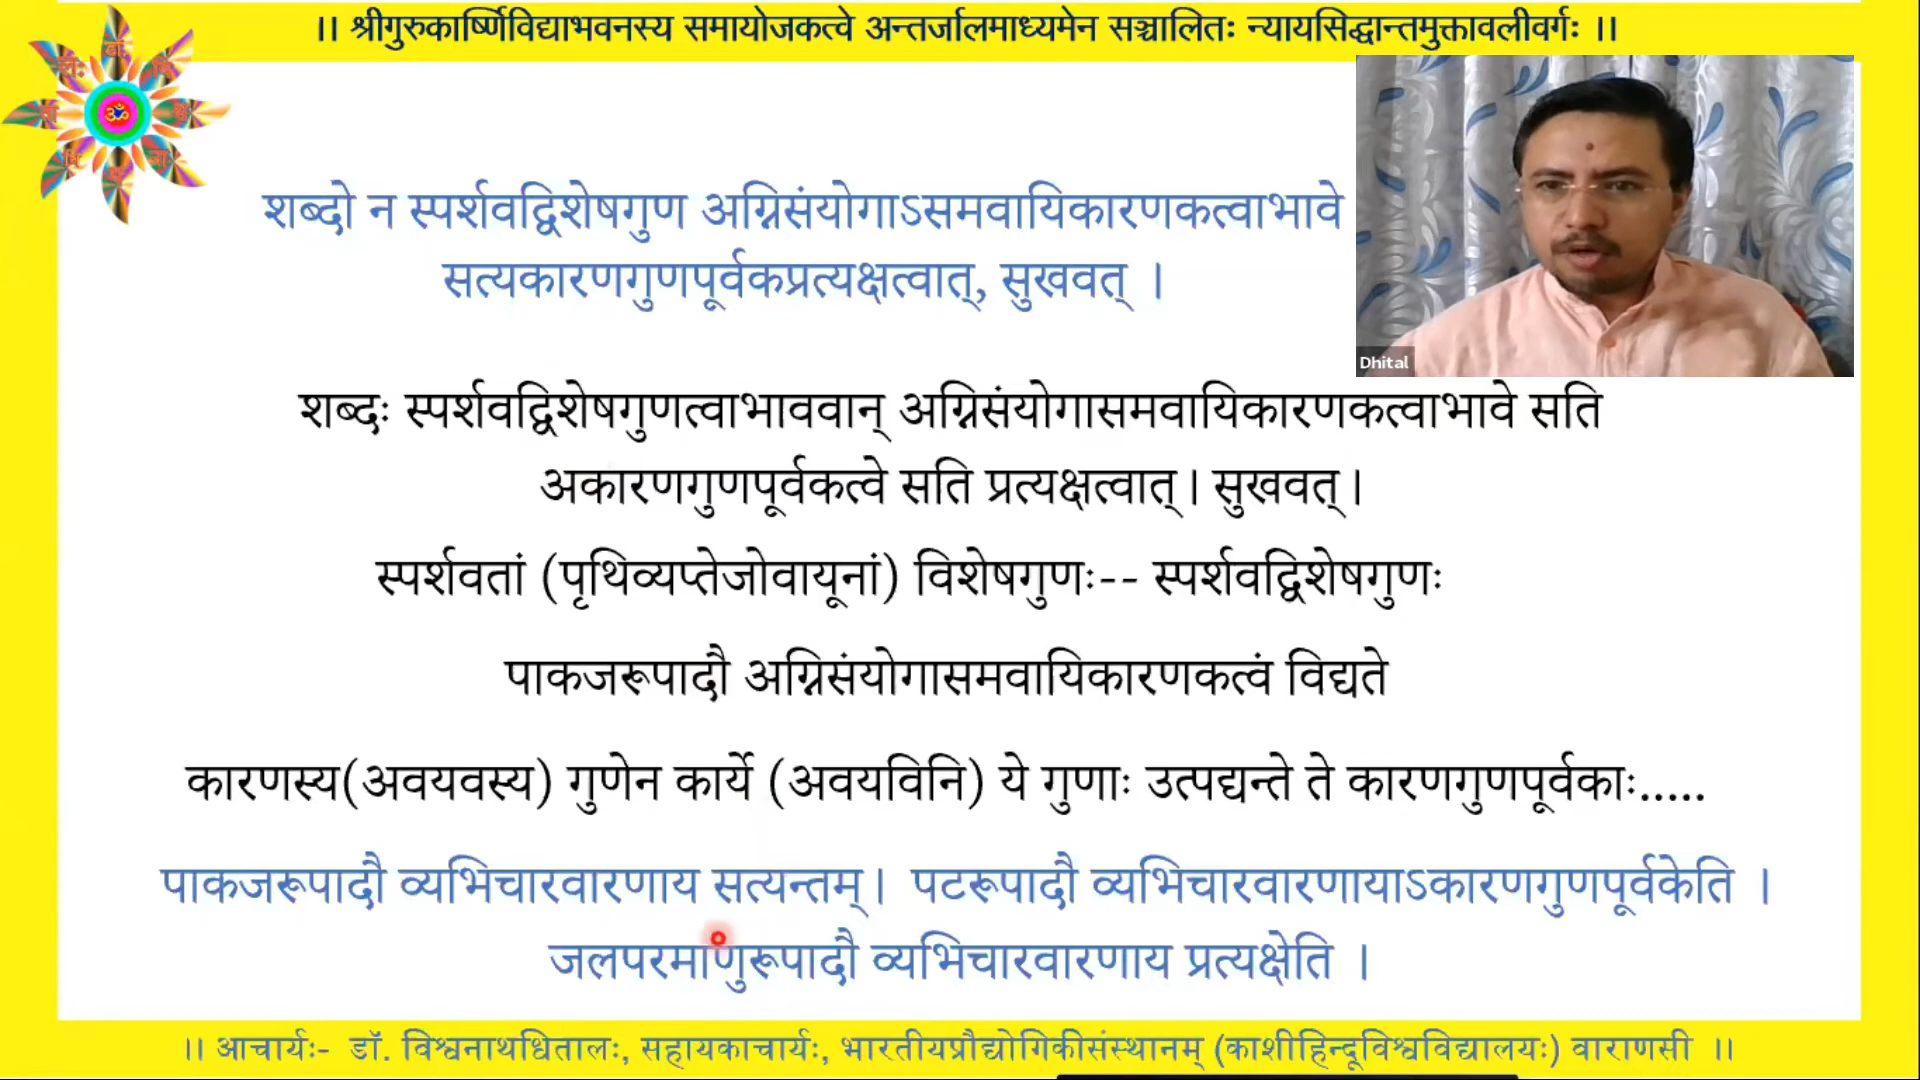 ।। श्रीगुरुकार्ष्णिविद्याभवनस्य समायोजकत्वे अन्तर्जालमाध्यमेन सञ्चालितः न्यायसिद्धान्तमुक्तावलीवर्गः ।।
ॐ
शब्दो न स्पर्शवद्विशेषगुण अग्निसंयोगाऽसमवायिकारणकत्वाभावे
सत्यकारणगुणपूर्वकप्रत्यक्षत्वात्, सुखवत् ।
Dhital
शब्दः स्पर्शवद्विशेषगुणत्वाभाववान् अग्निसंयोगासमवायिकारणकत्वाभावे सति
अकारणगुणपूर्वकत्वे सति प्रत्यक्षत्वात्। सुखवत्।
स्पर्शवतां (पृथिव्यप्तेजोवायूनां) विशेषगुणः-- स्पर्शवद्विशेषगुणः
पाकजरूपादौ अग्निसंयोगासमवायिकारणकत्वं विद्यते
कारणस्य(अवयवस्य) गुणेन कार्ये (अवयविनि) ये गुणाः उत्पद्यन्ते ते कारणगुणपूर्वकाः.....
पाकजरूपादौ व्यभिचारवारणाय सत्यन्तम्। पटरूपादौ व्यभिचारवारणायाऽकारणगुणपूर्वकेति ।
जलपरमाणुरूपादौ व्यभिचारवारणाय प्रत्यक्षेति ।
।। आचार्यः- डॉ. विश्वनाथधितालः, सहायकाचार्यः, भारतीयप्रौद्योगिकीसंस्थानम् (काशीहिन्दूविश्वविद्यालयः) वाराणसी ।।